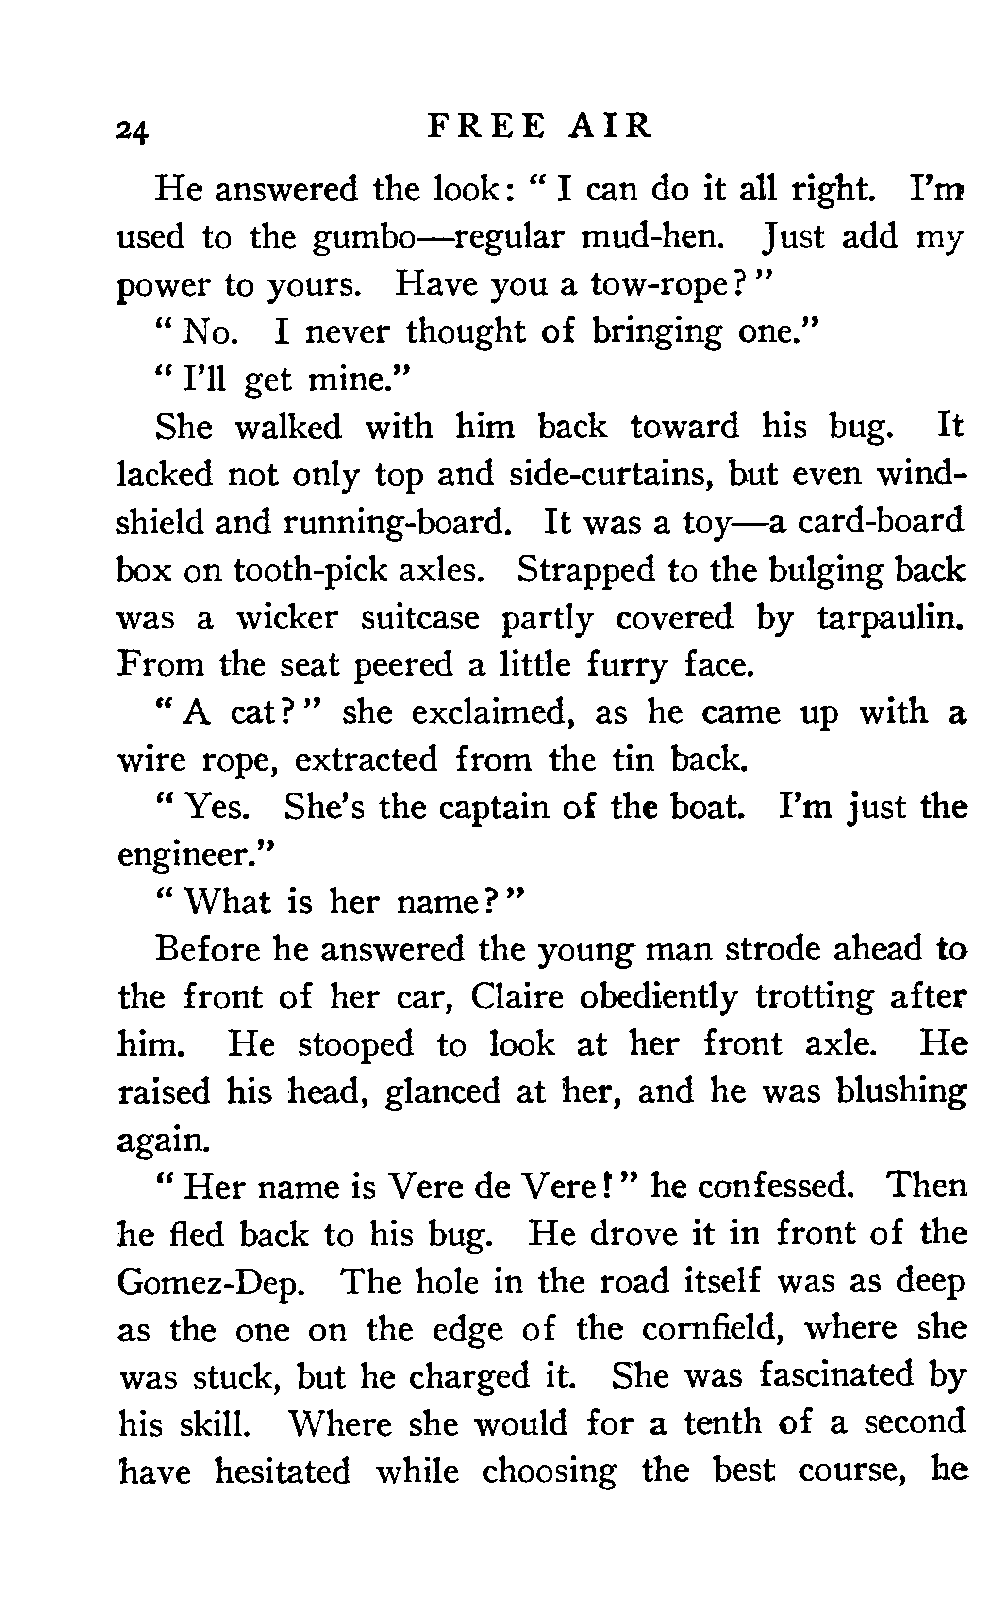 24 FREE AIR
He answered the look: “ I can do it all right. I’m
used to the gumbo—regular mud-hen. Just add my
power to yours. Have you a tow-rope? ”
“ No. I never thought of bringing one.”
“ I’ll get mine.”
She walked with him back toward his bug. It
lacked not only top and side-curtains, but even wind-
shield and running-board. It was a toy—a card-board
box on tooth-pick axles. Strapped to the bulging back
was a wicker suitcase partly covered by tarpaulin.
From the seat peered a little furry face.
“ A cat? ” she exclaimed, as he came up with a
wire rope, extracted from the tin back.
“ Yes. She’s the captain of the boat. I’m just the
engineer.”
“ What is her name? ”
Before he answered the young man strode ahead to
the front of her car, Claire obediently trotting after
him. He stooped to look at her front axle. He
raised his head, glanced at her, and he was blushing
again.
“ Her name is Vere de Vere! ” he confessed. Then
he fled back to his bug. He drove it in front of the
Gomez-Dep. The hole in the road itself was as deep
as the one on the edge of the cornfield, where she
was stuck, but he charged it. She was fascinated by
his skill. Where she would for a tenth of a second
have hesitated while choosing the best course, he